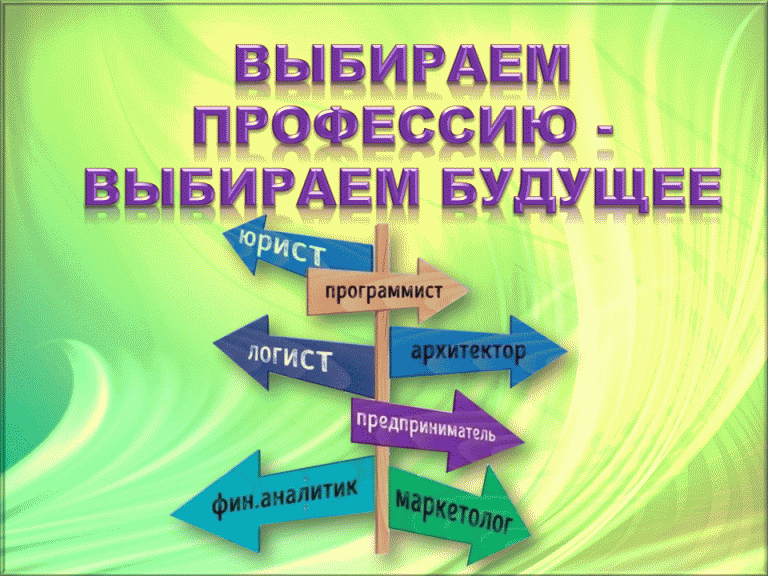 ВЫБИРАЕМ
ПРОФЕССИЮ -
ВЫБИРАЕМ БУДУЩЕЕ
юрист
программист
логист
архитектор
предприниматель
фин.аналитик
маркетолог